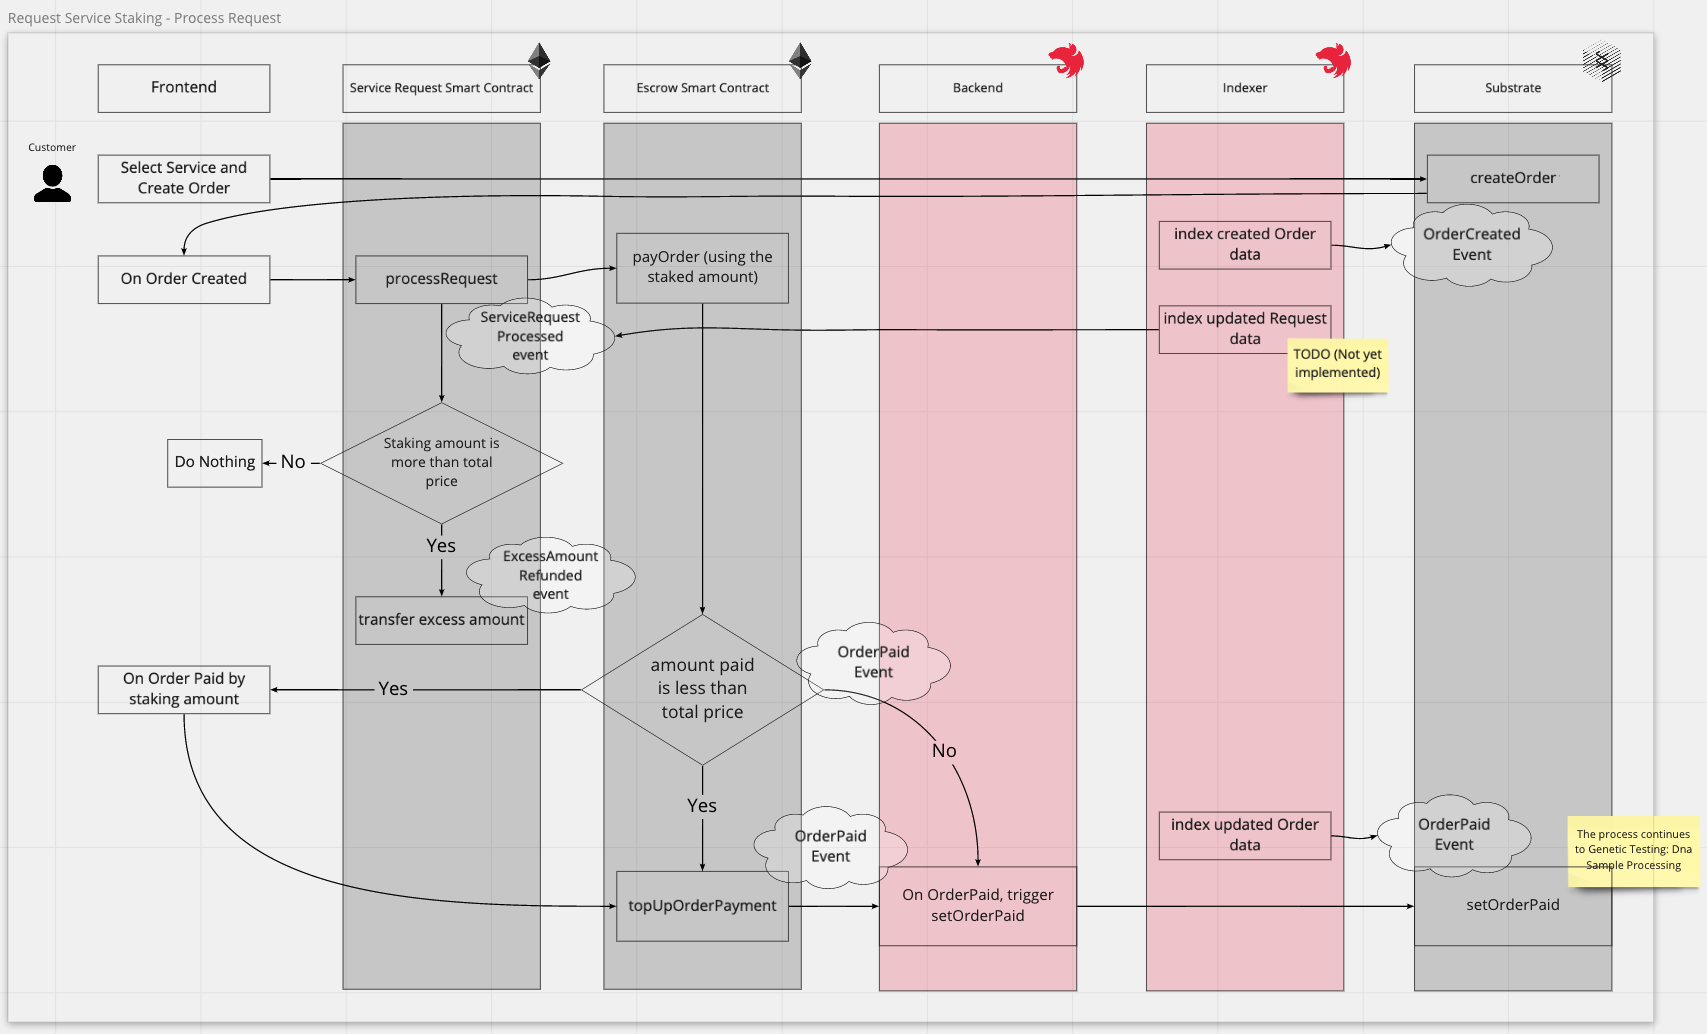 Request Service Staking - Process Request
Frontend
Service Request Smart Contract
Escrow Smart Contract
Backend
Indexer
Substrate
Customer
Select Service and
Create Order
createOrder
index created Order
data
OrderCreated
Event
On Order Created
processRequest
payOrder (using the
staked amount)
ServiceRequest
Processed
event
index updated Request
data
TODO (Not yet
implemented)
Staking amount is
more than total
price
No
Do Nothing
Yes
ExcessAmount
Refunded
event
transfer excess amount
On Order Paid by
staking amount
Yes
amount paid
is less than
total price
OrderPaid
Event
No
Yes
OrderPaid
Event
index updated Order
data
OrderPaid
Event
The process continues
to Genetic Testing: Dna
Sample Processing
topUpOrderPayment
On OrderPaid, trigger
setOrderPaid
setOrderPaid